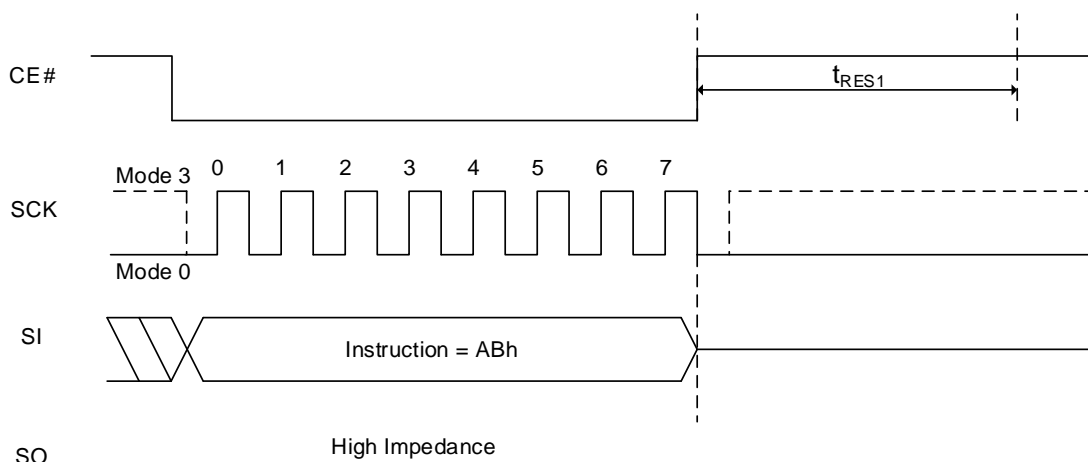 CE#
tRES1
Mode 3 0 1 2 3 4 5 6 7
SCK
Mode 0
SI
Instruction = ABh
High Impedance
SO